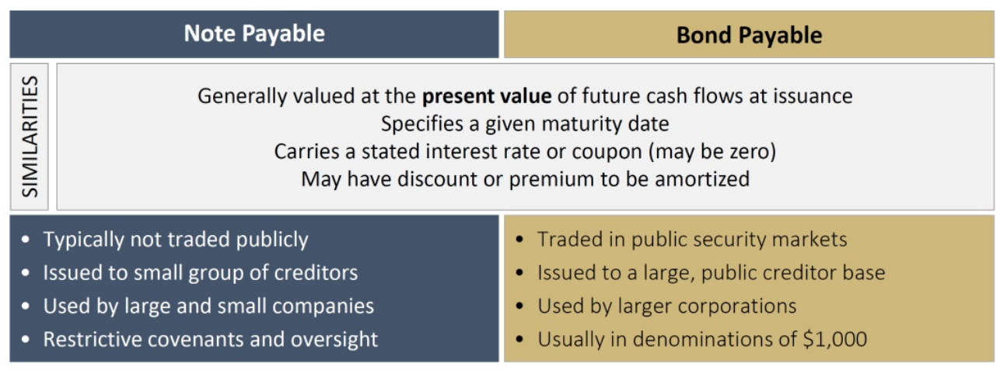 Note Payable
Bond Payable
SIMILARITIES
Generally valued at the present value of future cash flows at issuance
Specifies a given maturity date
Carries a stated interest rate or coupon (may be zero)
May have discount or premium to be amortized
• Typically not traded publicly
• Issued to small group of creditors
• Used by large and small companies
• Restrictive covenants and oversight
• Traded in public security markets
• Issued to a large, public creditor base
• Used by larger corporations
• Usually in denominations of $1,000